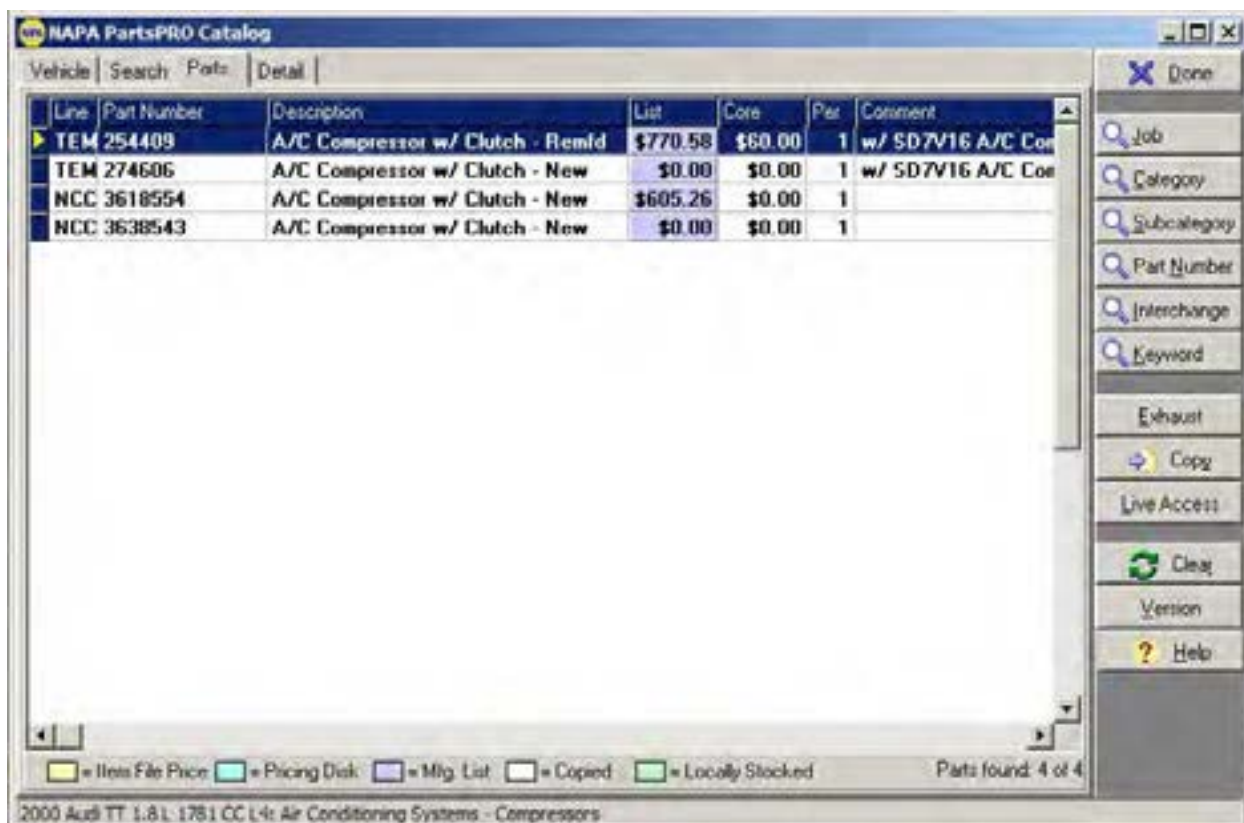 NAPA PartsPRO Catalog
Vehicle Search Parts Detail
Done
Line Part Number Description List Core Per Comment
TEM 254409 A/C Compressor w/ Clutch - Remfd $770.58 $60.00 1 w/ SD7V16 A/C Com
TEM 274606 A/C Compressor w/ Clutch - New $0.00 $0.00 1 w/ SD7V16 A/C Com
NCC 3618554 A/C Compressor w/ Clutch - New $605.26 $0.00 1
NCC 3638543 A/C Compressor w/ Clutch - New $0.00 $0.00 1
Job
Category
Subcategory
Part Number
Interchange
Keyword
Exhaust
Copy
Live Access
Clear
Version
? Help
= Item File Price = Pricing Disk = Mfg. List = Copied = Locally Stocked Parts found: 4 of 4
2000 Audi TT 1.8 L 1781 CC L4: Air Conditioning Systems - Compressors